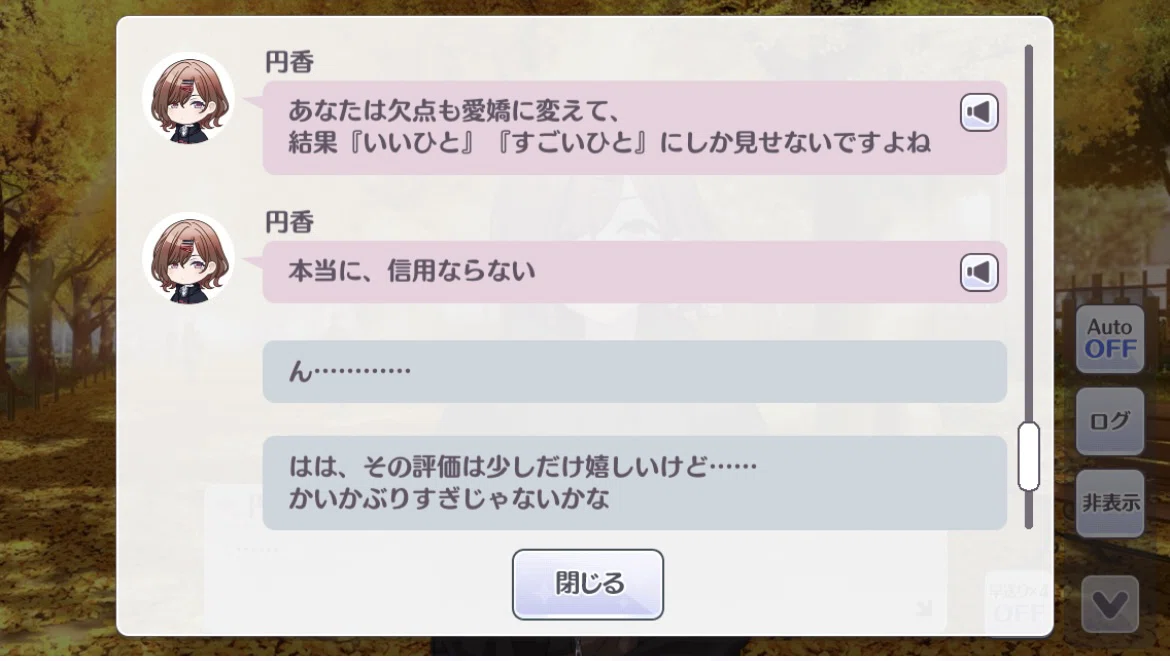 円香
あなたは欠点も愛嬌に変えて、
結果『いいひと』『すごいひと』にしか見せないですよね
円香
本当に、信用ならない
ん…………
はは、その評価は少しだけ嬉しいけど……
かいかぶりすぎじゃないかな
閉じる
Auto
OFF
ログ
非表示
早送り×4
OFF
……